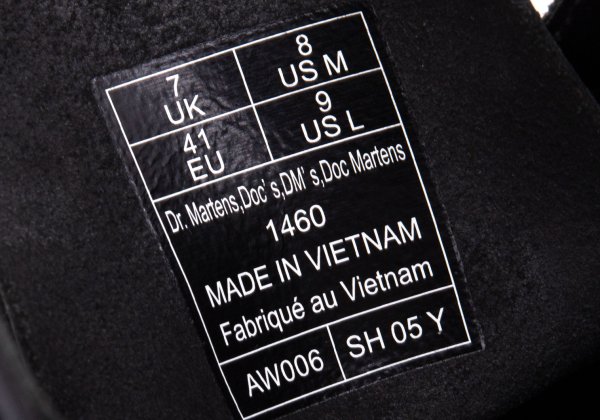 7 UK
8 US M
41 EU
9 US L
Dr. Martens,Doc's,DM's,Doc Martens
1460
MADE IN VIETNAM
Fabriqué au Vietnam
AW006
SH 05 Y